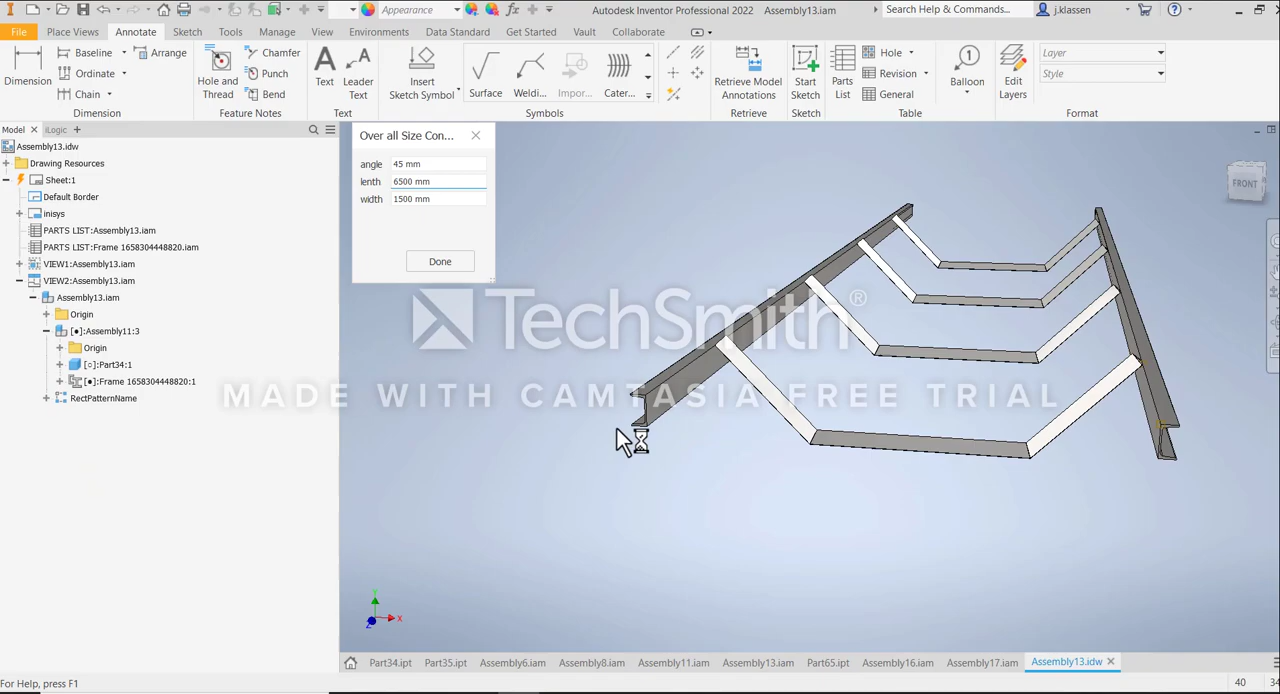 Appearance
Autodesk Inventor Professional 2022 Assembly13.iam
Search Help & Commands...
j.klassen
File Place Views Annotate Sketch Tools Manage View Environments Data Standard Get Started Vault Collaborate
Dimension
Baseline
Arrange
Ordinate
Chain
Dimension
Hole and Thread
Chamfer
Punch
Bend
Feature Notes
Text
Leader Text
Text
Insert Sketch Symbol
Surface
Weldi...
Impor...
Cater...
Symbols
Retrieve Model Annotations
Retrieve
Start Sketch
Sketch
Parts List
Hole
Revision
General
Table
Balloon
Edit Layers
Layer
Style
Format
Model
iLogic
Assembly13.idw
Drawing Resources
Sheet:1
Default Border
inisys
PARTS LIST:Assembly13.iam
PARTS LIST:Frame 1658304448820.iam
VIEW1:Assembly13.iam
VIEW2:Assembly13.iam
Assembly13.iam
Origin
[●]Assembly11:3
Origin
[○]:Part34:1
[●]:Frame 1658304448820:1
RectPatternName
Over all Size Con...
angle 45 mm
lenth 6500 mm
width 1500 mm
Done
FRONT
TechSmith®
MADE WITH CAMTASIA FREE TRIAL
Y
X
Z
Part34.ipt Part35.ipt Assembly6.iam Assembly8.iam Assembly11.iam Assembly13.iam Part65.ipt Assembly16.iam Assembly17.iam Assembly13.idw
For Help, press F1
40